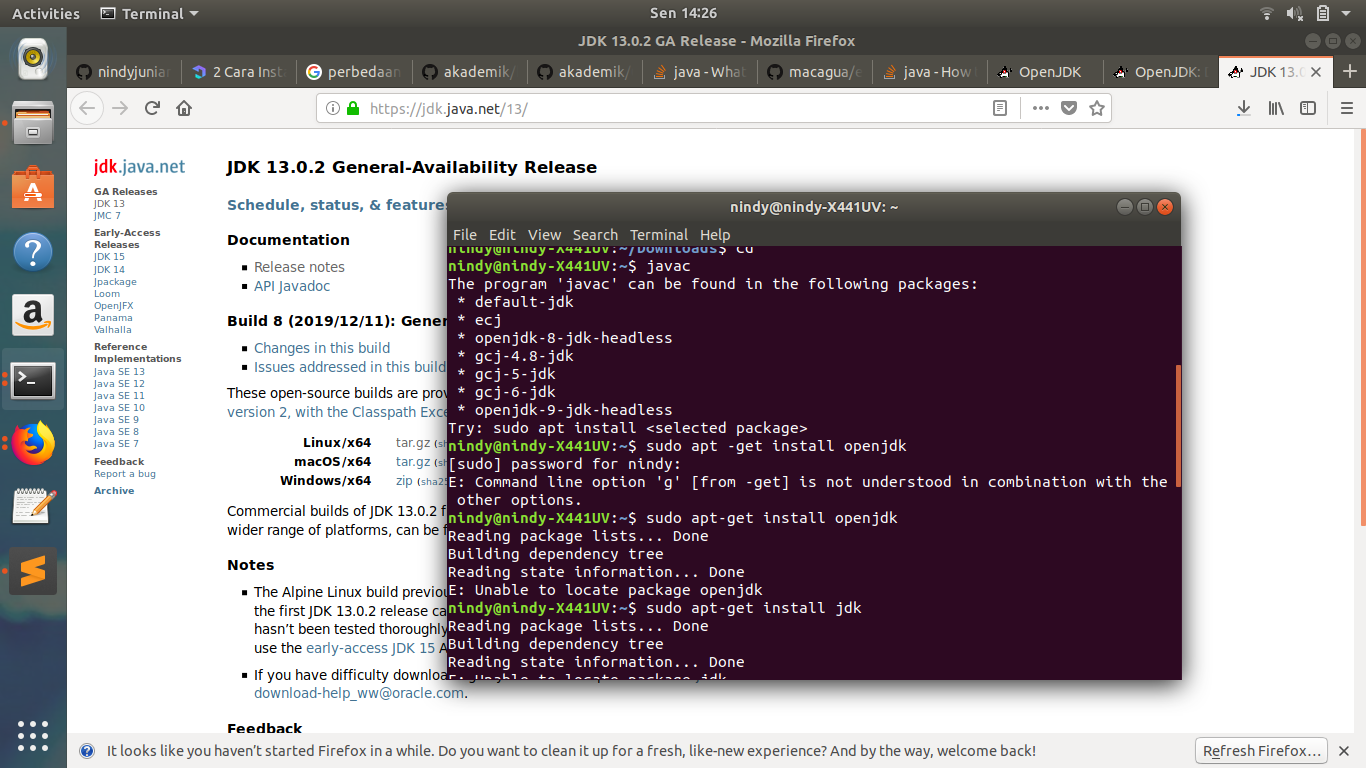 Activities
Terminal
Sen 14:26
JDK 13.0.2 GA Release - Mozilla Firefox
nindyjunia
2 Cara Inst
perbedaan
akademik/
akademik/
java - What
macagua/e
java - How
OpenJDK
OpenJDK:
JDK 13.0
https://jdk.java.net/13/
jdk.java.net
GA Releases
JDK 13
JMC 7
Early-Access
Releases
JDK 15
JDK 14
Jpackage
Loom
OpenJFX
Panama
Valhalla
Reference
Implementations
Java SE 13
Java SE 12
Java SE 11
Java SE 10
Java SE 9
Java SE 8
Java SE 7
Feedback
Report a bug
Archive
JDK 13.0.2 General-Availability Release
Schedule, status, & features
Documentation
Release notes
API Javadoc
Build 8 (2019/12/11): Gener
Changes in this build
Issues addressed in this build
These open-source builds are prov
version 2, with the Classpath Exce
Linux/x64 tar.gz (sh
macOS/x64 tar.gz (sh
Windows/x64 zip (sha25
Commercial builds of JDK 13.0.2 f
wider range of platforms, can be f
Notes
The Alpine Linux build previou
the first JDK 13.0.2 release ca
hasn't been tested thoroughly
use the early-access JDK 15 A
If you have difficulty download
download-help_ww@oracle.com.
Feedback
nindy@nindy-X441UV: ~
File Edit View Search Terminal Help
nindy@nindy-X441UV:~/Downloads$ cd
nindy@nindy-X441UV:~$ javac
The program 'javac' can be found in the following packages:
* default-jdk
* ecj
* openjdk-8-jdk-headless
* gcj-4.8-jdk
* gcj-5-jdk
* gcj-6-jdk
* openjdk-9-jdk-headless
Try: sudo apt install <selected package>
nindy@nindy-X441UV:~$ sudo apt -get install openjdk
[sudo] password for nindy:
E: Command line option 'g' [from -get] is not understood in combination with the
other options.
nindy@nindy-X441UV:~$ sudo apt-get install openjdk
Reading package lists... Done
Building dependency tree
Reading state information... Done
E: Unable to locate package openjdk
nindy@nindy-X441UV:~$ sudo apt-get install jdk
Reading package lists... Done
Building dependency tree
Reading state information... Done
E: Unable to locate package jdk
It looks like you haven't started Firefox in a while. Do you want to clean it up for a fresh, like-new experience? And by the way, welcome back!
Refresh Firefox...